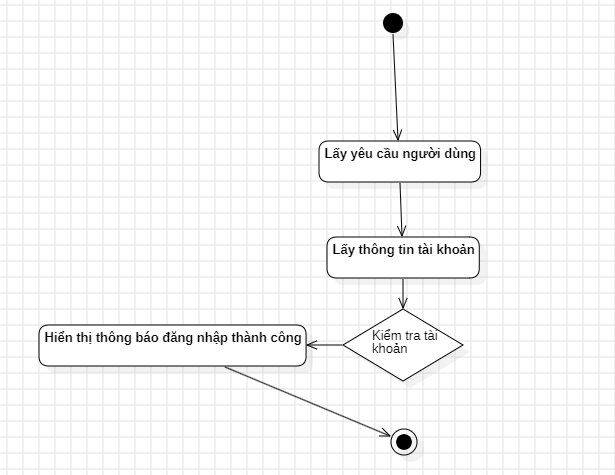 Lấy yêu cầu người dùng
Lấy thông tin tài khoản
Kiểm tra tài
khoản
Hiển thị thông báo đăng nhập thành công